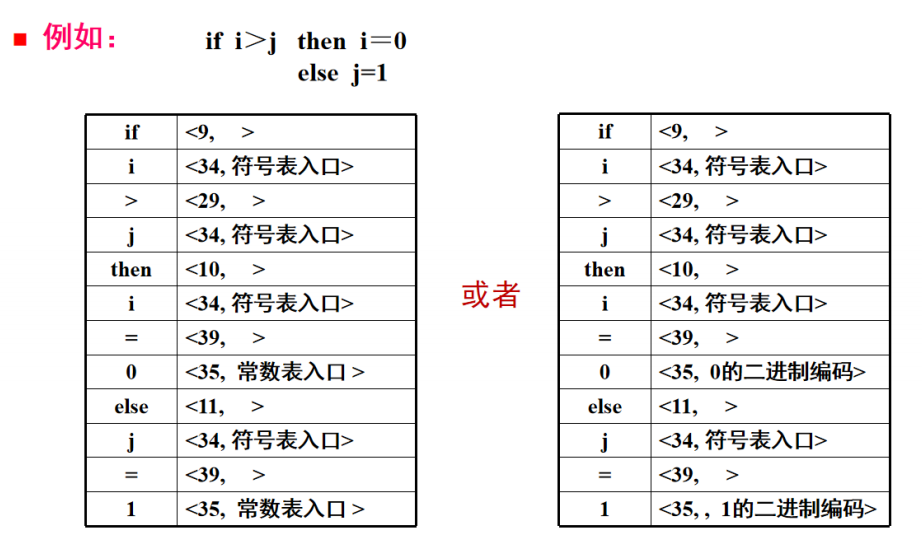 例如：
if i＞j then i＝0
else j=1
if <9, >
i <34, 符号表入口>
> <29, >
j <34, 符号表入口>
then <10, >
i <34, 符号表入口>
= <39, >
0 <35, 常数表入口 >
else <11, >
j <34, 符号表入口>
= <39, >
1 <35, 常数表入口 >
或者
if <9, >
i <34, 符号表入口>
> <29, >
j <34, 符号表入口>
then <10, >
i <34, 符号表入口>
= <39, >
0 <35, 0的二进制编码>
else <11, >
j <34, 符号表入口>
= <39, >
1 <35, , 1的二进制编码>